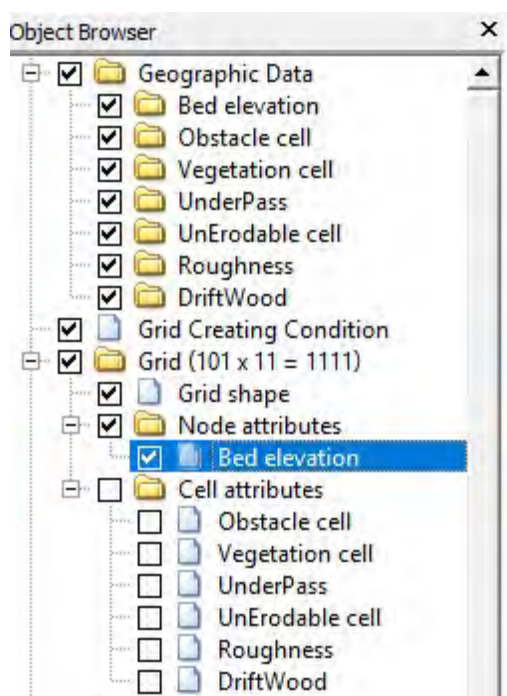 Object Browser
Geographic Data
Bed elevation
Obstacle cell
Vegetation cell
UnderPass
UnErodable cell
Roughness
DriftWood
Grid Creating Condition
Grid (101 x 11 = 1111)
Grid shape
Node attributes
Bed elevation
Cell attributes
Obstacle cell
Vegetation cell
UnderPass
UnErodable cell
Roughness
DriftWood